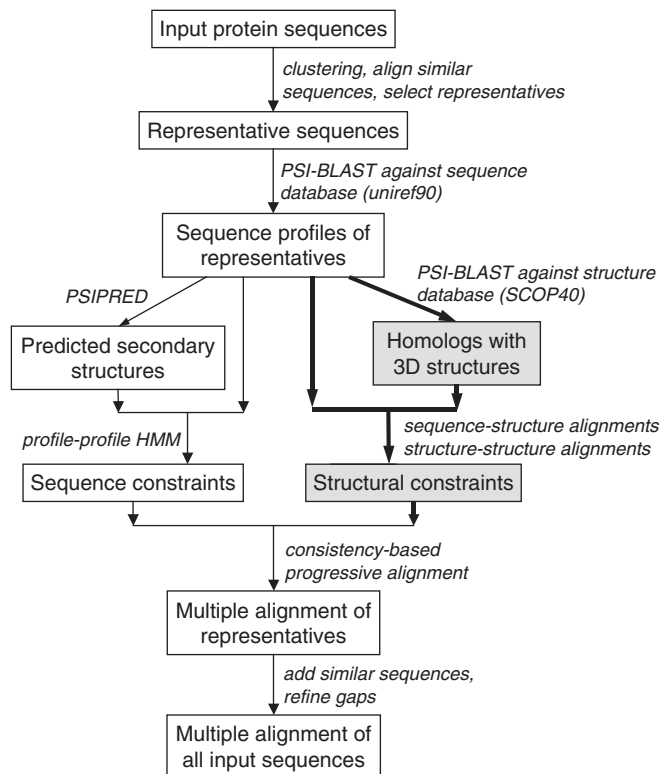 Input protein sequences
clustering, align similar
sequences, select representatives
Representative sequences
PSI-BLAST against sequence
database (uniref90)
Sequence profiles of
representatives
PSIPRED
PSI-BLAST against structure
database (SCOP40)
Predicted secondary
structures
Homologs with
3D structures
profile-profile HMM
sequence-structure alignments
structure-structure alignments
Sequence constraints
Structural constraints
consistency-based
progressive alignment
Multiple alignment of
representatives
add similar sequences,
refine gaps
Multiple alignment of
all input sequences